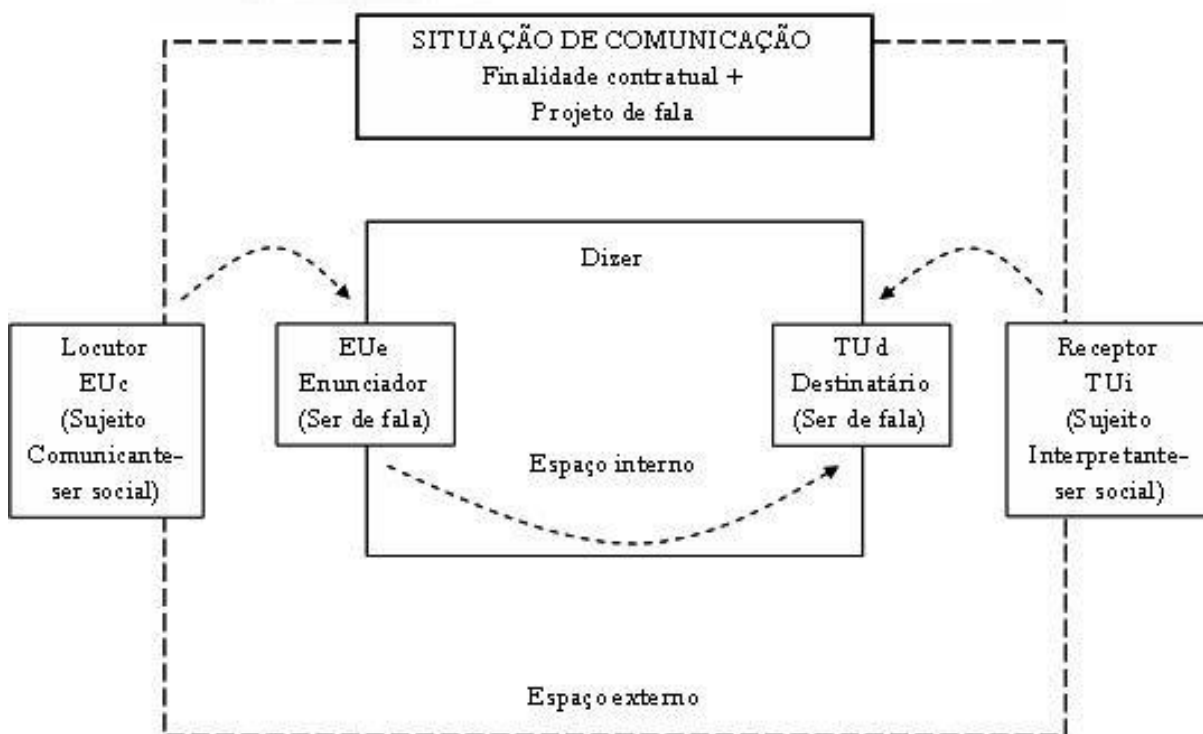 SITUAÇÃO DE COMUNICAÇÃO
Finalidade contratual +
Projeto de fala
Dizer
Locutor
EUc
(Sujeito
Comunicante-
ser social)
EUe
Enunciador
(Ser de fala)
TUd
Destinatário
(Ser de fala)
Receptor
TUi
(Sujeito
Interpretante-
ser social)
Espaço interno
Espaço externo